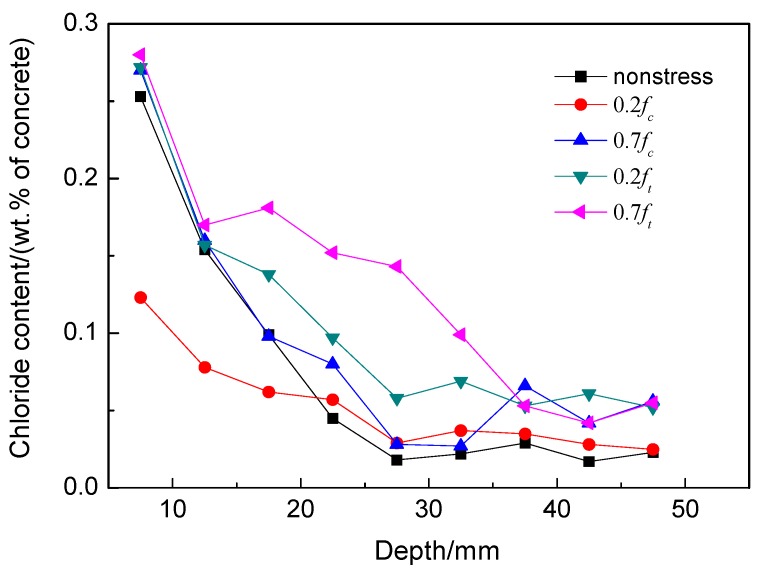 Chloride content/(wt.% of concrete)
0.3
0.2
0.1
0.0
10 20 30 40 50
Depth/mm
nonstress
0.2fc
0.7fc
0.2ft
0.7ft